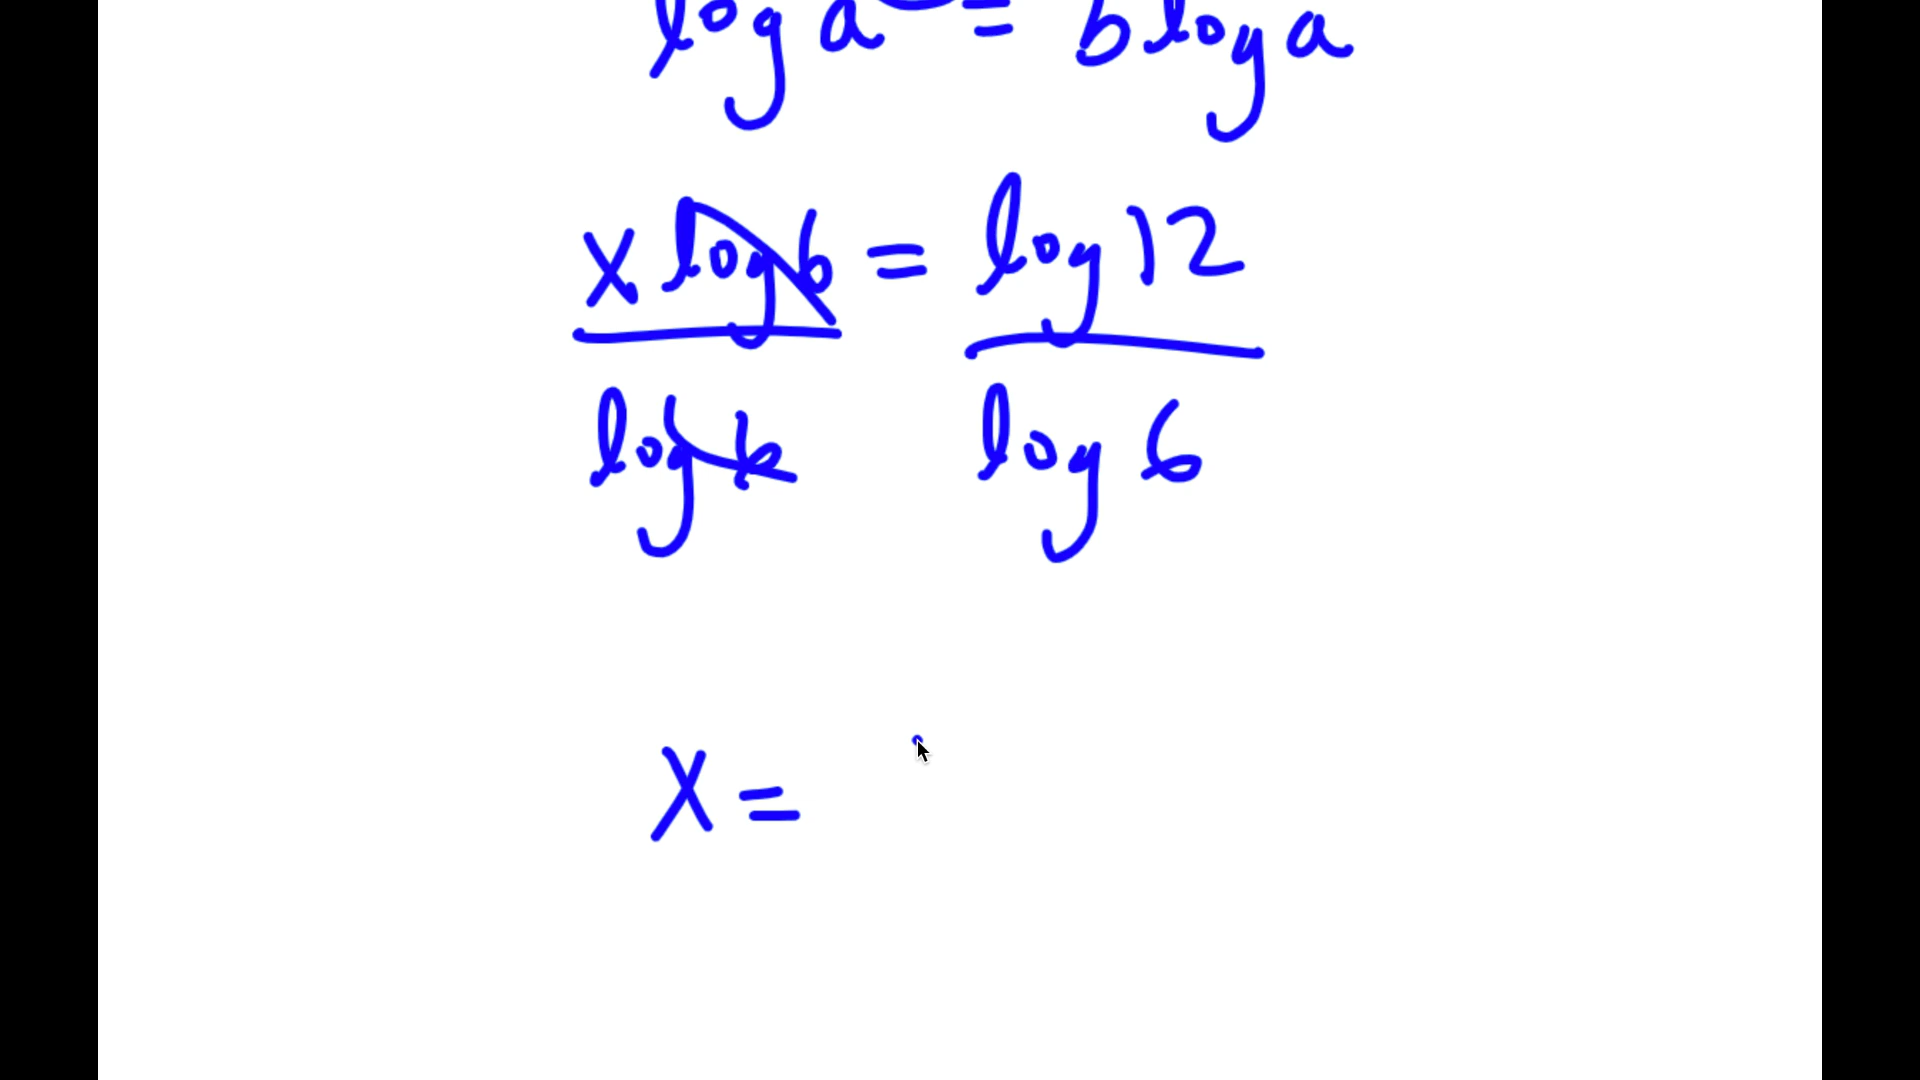 log a = b log a
x log 6 = log 12
log 6 log 6
x =